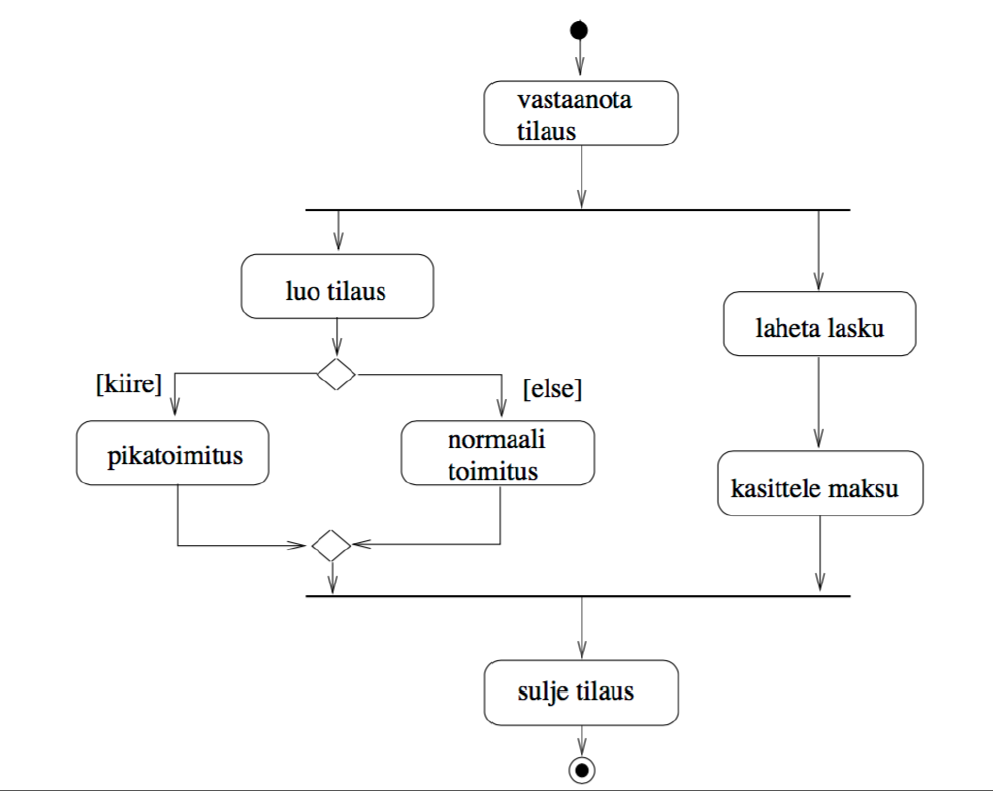 vastaanota
tilaus
luo tilaus
laheta lasku
[kiire]
[else]
pikatoimitus
normaali
toimitus
kasittele maksu
sulje tilaus